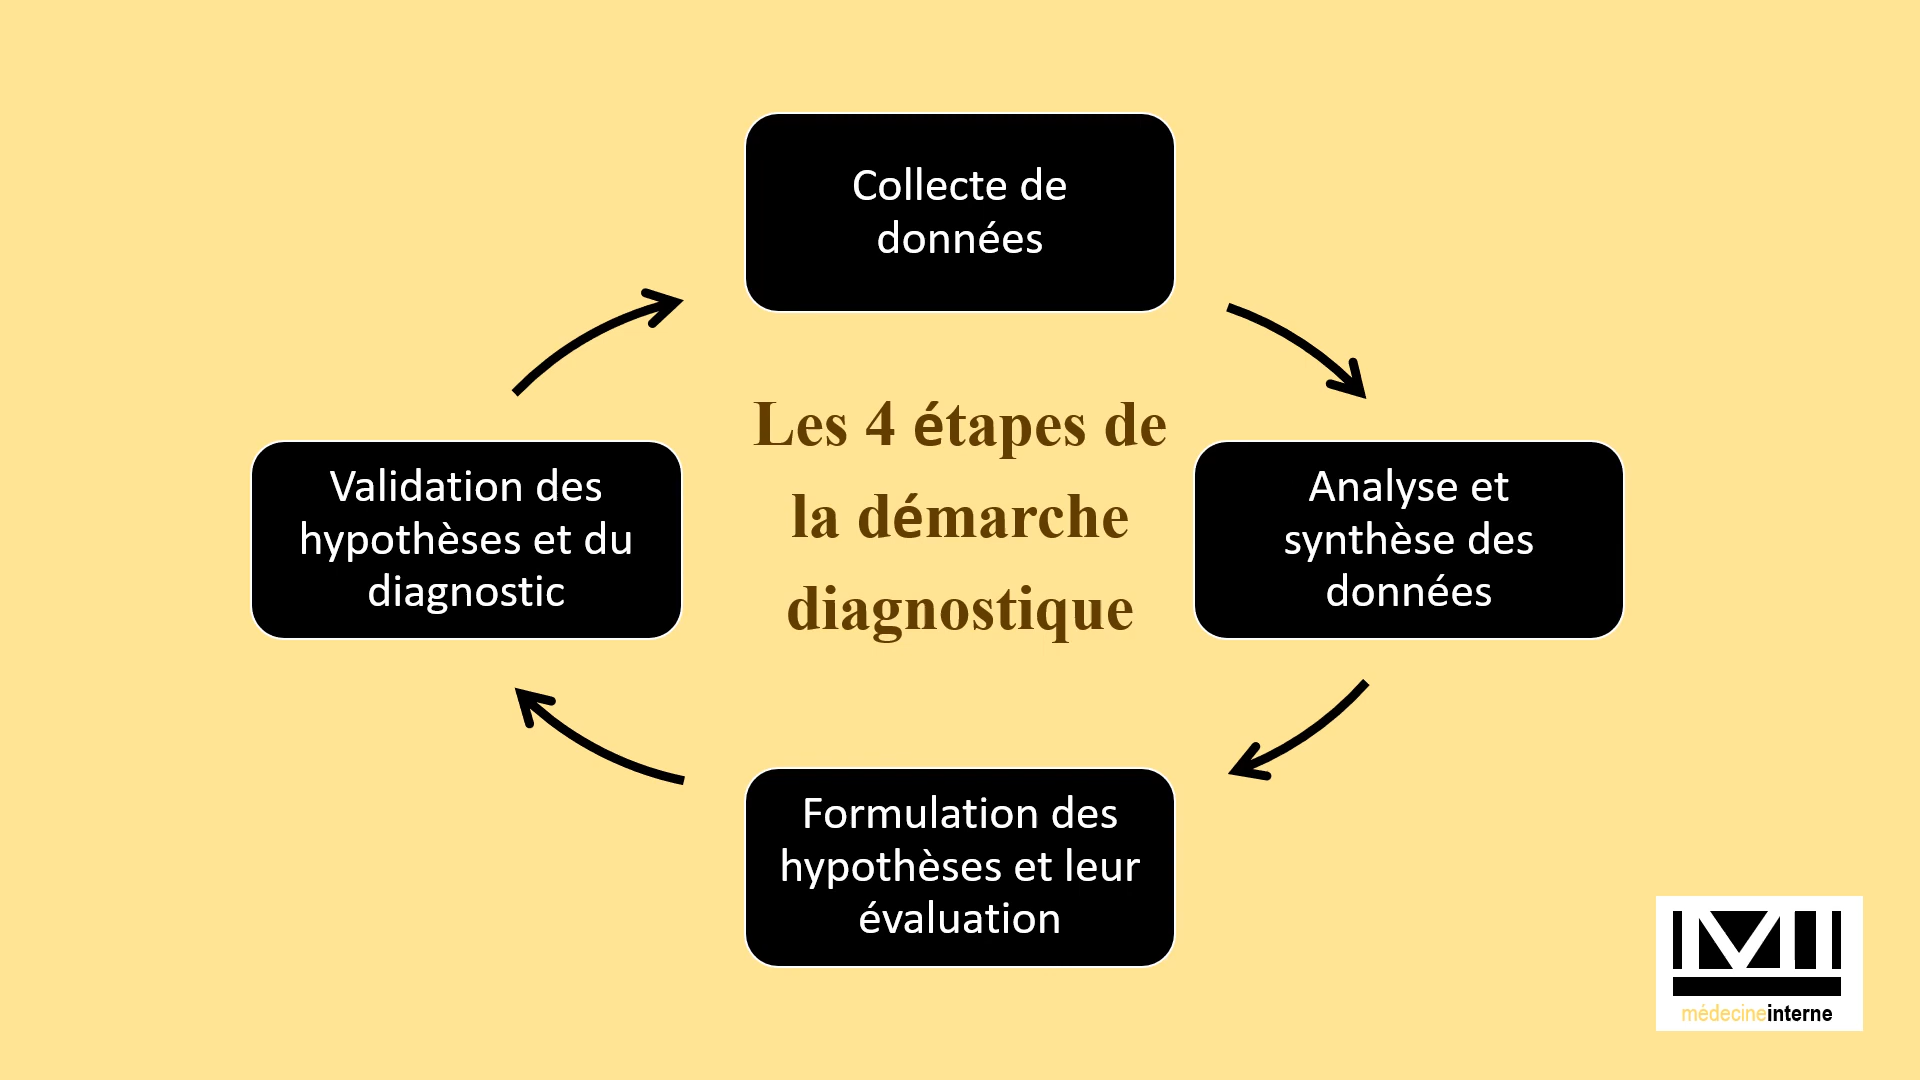 Collecte de
données
Les 4 étapes de
la démarche
diagnostique
Analyse et
synthèse des
données
Formulation des
hypothèses et leur
évaluation
Validation des
hypothèses et du
diagnostic
MI
médecineinterne